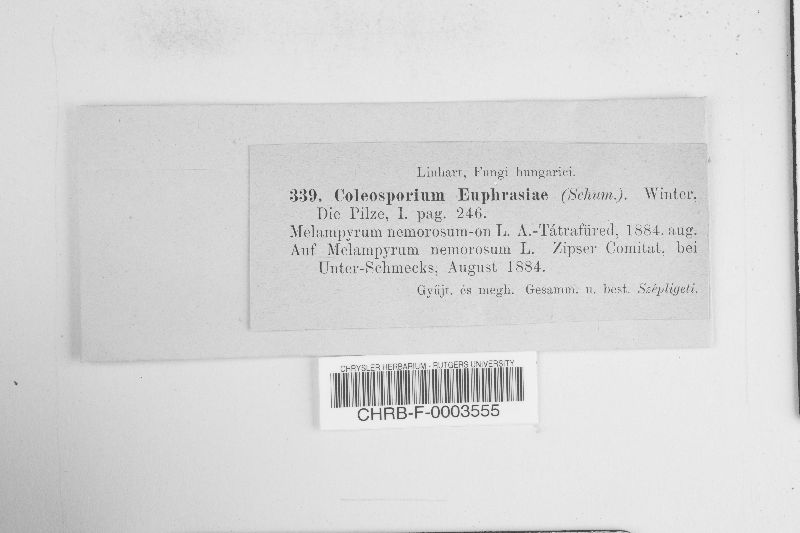 Linhart, Fungi hungarici.
339. Coleosporium Euphrasiae (Schum.). Winter,
Die Pilze, I. pag. 246.
Melampyrum nemorosum-on L. A.-Tátrafüred, 1884. aug.
Auf Melampyrum nemorosum L. Zipser Comitat, bei
Unter-Schmecks, August 1884.
Gyűjt. és megh. Gesamm. u. best. Szépligeti.
CHRYSLER HERBARIUM - RUTGERS UNIVERSITY
CHRB-F-0003555